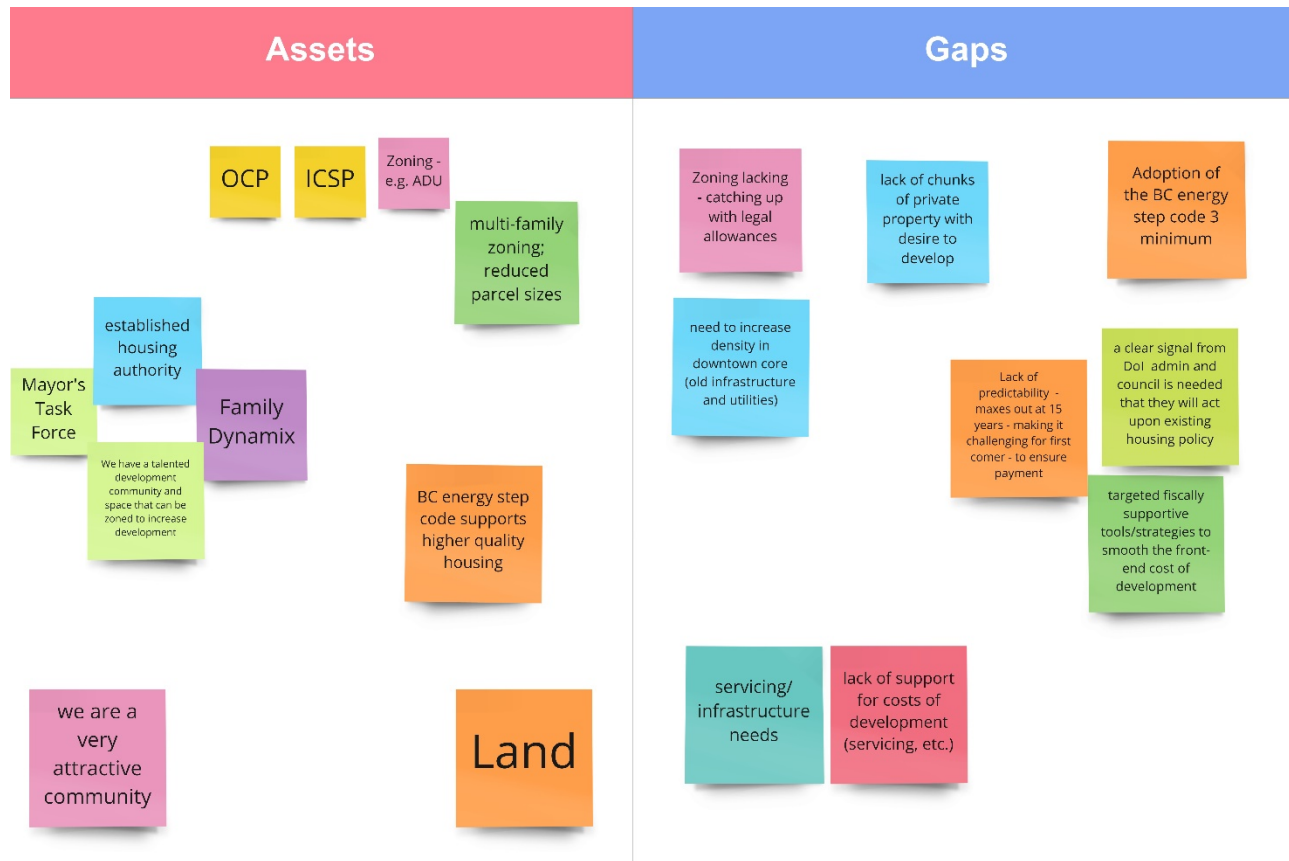 Assets
Gaps
OCP
ICSP
Zoning -
e.g. ADU
multi-family
zoning;
reduced
parcel sizes
established
housing
authority
Mayor's
Task
Force
Family
Dynamix
We have a talented
development
community and
space that can be
zoned to increase
development
BC energy step
code supports
higher quality
housing
we are a
very
attractive
community
Land
Zoning lacking
- catching up
with legal
allowances
lack of chunks
of private
property with
desire to
develop
Adoption of
the BC energy
step code 3
minimum
need to increase
density in
downtown core
(old infrastructure
and utilities)
Lack of
predictability -
maxes out at 15
years - making it
challenging for first
comer - to ensure
payment
a clear signal from
DoI admin and
council is needed
that they will act
upon existing
housing policy
targeted fiscally
supportive
tools/strategies to
smooth the front-
end cost of
development
servicing/
infrastructure
needs
lack of support
for costs of
development
(servicing, etc.)